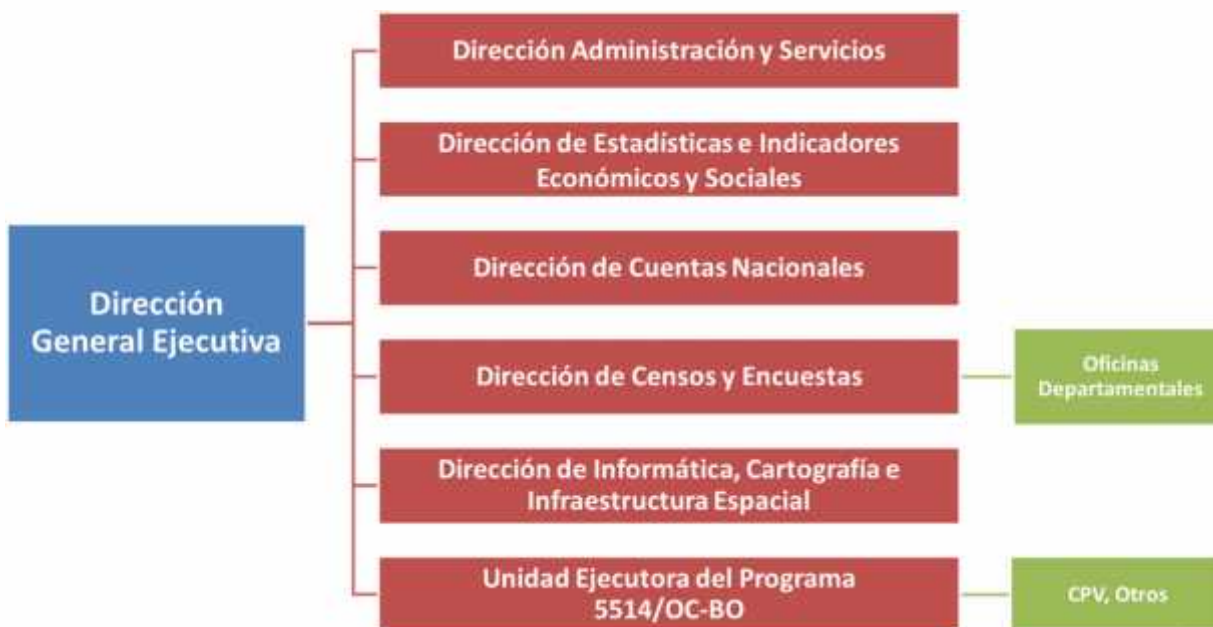 Dirección Administración y Servicios
Dirección de Estadísticas e Indicadores
Económicos y Sociales
Dirección de Cuentas Nacionales
Dirección
General Ejecutiva
Dirección de Censos y Encuestas
Oficinas
Departamentales
Dirección de Informática, Cartografía e
Infraestructura Espacial
Unidad Ejecutora del Programa
5514/OC-BO
CPV, Otros